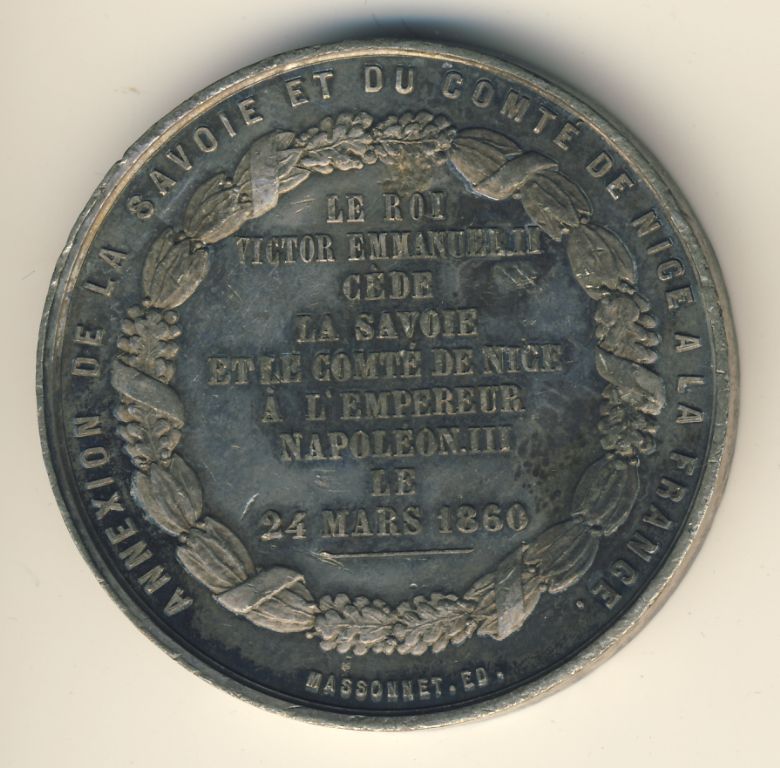 ANNEXION DE LA SAVOIE ET DU COMTÉ DE NICE A LA FRANCE.
LE ROI
VICTOR EMMANUEL II
CÈDE
LA SAVOIE
ET LE COMTÉ DE NICE
À L'EMPEREUR
NAPOLÉON.III
LE
24 MARS 1860
MASSONNET.ED.